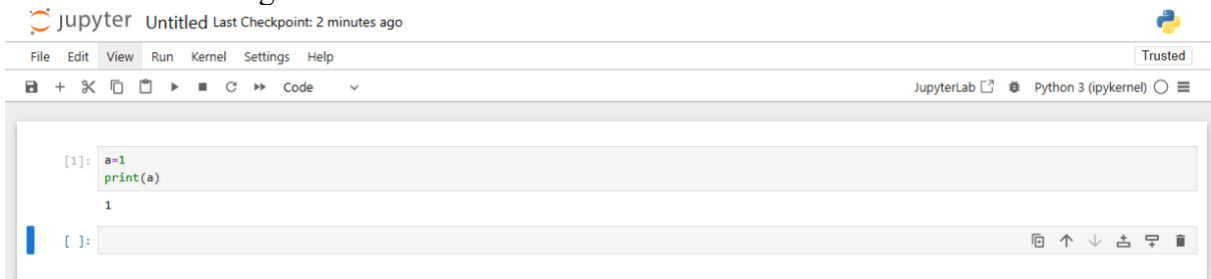 jupyter Untitled Last Checkpoint: 2 minutes ago
File Edit View Run Kernel Settings Help Trusted
Code JupyterLab Python 3 (ipykernel)
[1]: a=1
print(a)
1
[ ]: